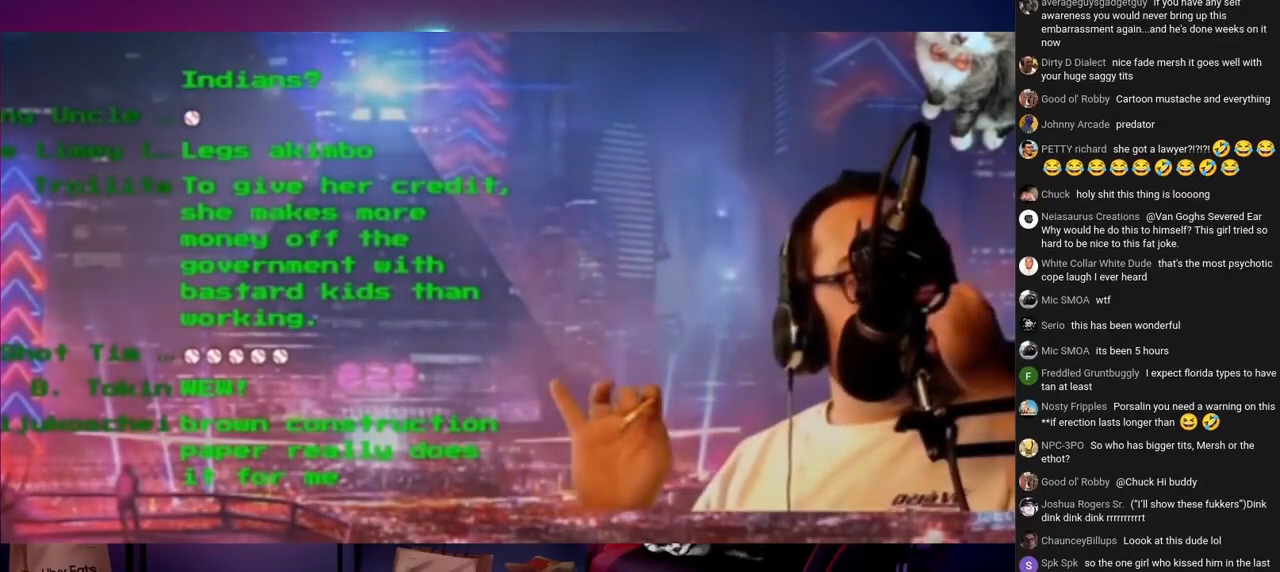 Indians?
ng Uncle
Legs akimbo
To give her credit,
she makes more
money off the
government with
bastard kids than
working.
Shot Tim
B. Tokin WEW!
brown construction
paper really does
it for me
Uber Eats
averageguysgadgetguy if you have any self
awareness you would never bring up this
embarrassment again...and he's done weeks on it
now
Dirty D Dialect nice fade mersh it goes well with
your huge saggy tits
Good ol' Robby Cartoon mustache and everything
Johnny Arcade predator
PETTY richard she got a lawyer?!?!?! 🤣😂😂
😂😂😂😂😂🤣😂🤣😂
Chuck holy shit this thing is loooong
Neiasaurus Creations @Van Goghs Severed Ear
Why would he do this to himself? This girl tried so
hard to be nice to this fat joke.
White Collar White Dude that's the most psychotic
cope laugh I ever heard
Mic SMOA wtf
Serio this has been wonderful
Mic SMOA its been 5 hours
F Freddled Gruntbuggly I expect florida types to have
tan at least
Nosty Fripples Porsalin you need a warning on this
**if erection lasts longer than 😆🤣
NPC-3PO So who has bigger tits, Mersh or the
ethot?
Good ol' Robby @Chuck Hi buddy
Joshua Rogers Sr. ("I'll show these fukkers")Dink
dink dink dink rrrrrrrrrrt
ChaunceyBillups Loook at this dude lol
S Spk Spk so the one girl who kissed him in the last